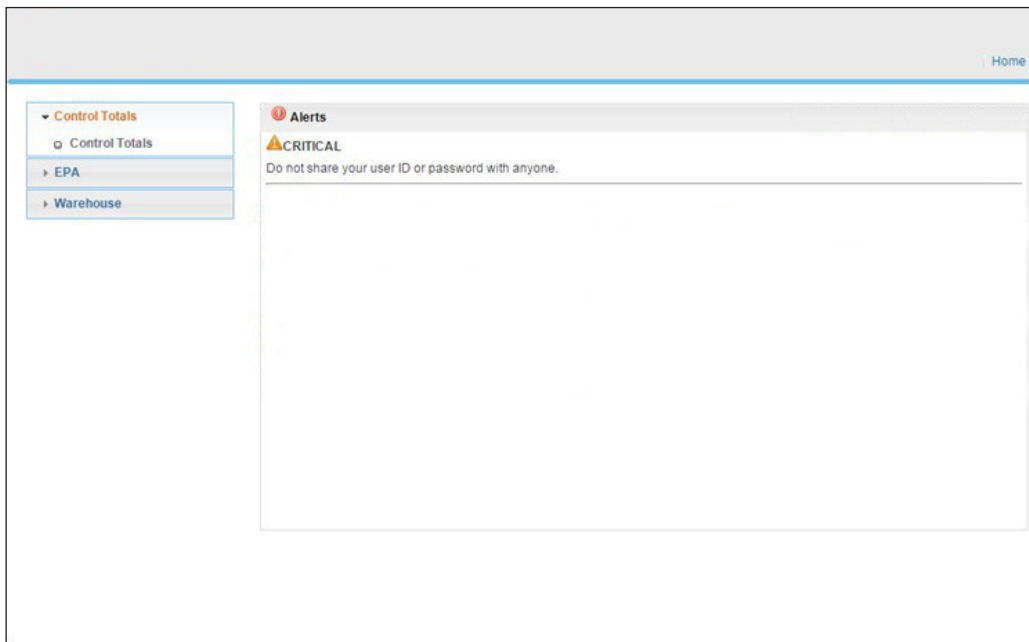 Home
Control Totals
Control Totals
EPA
Warehouse
Alerts
CRITICAL
Do not share your user ID or password with anyone.